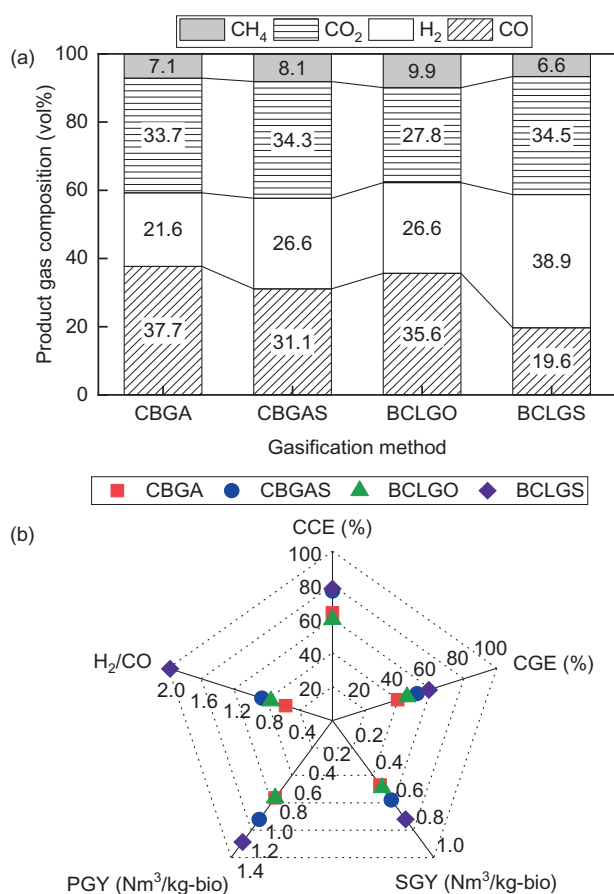 CH₄ CO₂ H₂ CO
(a)
Product gas composition (vol%)
100
80
60
40
20
0
7.1 8.1 9.9 6.6
33.7 34.3 27.8 34.5
21.6 26.6 26.6 38.9
37.7 31.1 35.6 19.6
CBGA CBGAS BCLGO BCLGS
Gasification method
CBGA CBGAS BCLGO BCLGS
(b)
CCE (%)
100
80
60
40
20
CGE (%)
20
40
60
80
100
SGY (Nm³/kg-bio)
0.2
0.4
0.6
0.8
1.0
PGY (Nm³/kg-bio)
0.2
0.4
0.6
0.8
1.0
1.2
1.4
H₂/CO
0.4
0.8
1.2
1.6
2.0